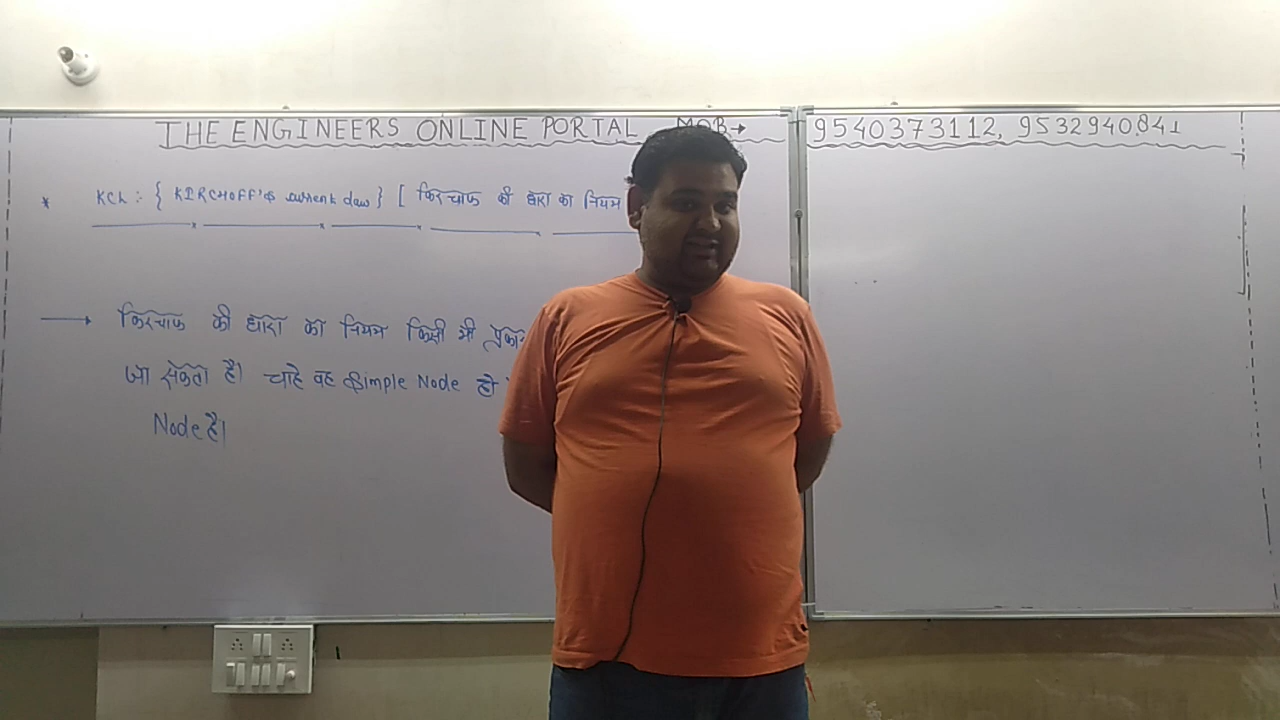 THE ENGINEERS ONLINE PORTAL MOB→ 9540373112, 9532940841
* KCL : { KIRCHOFF'S current Law } [ किरचाफ की धारा का नियम
→ किरचाफ की धारा का नियम किसी भी प्रकार
जा सकता है। चाहे वह Simple Node हो
Node है।